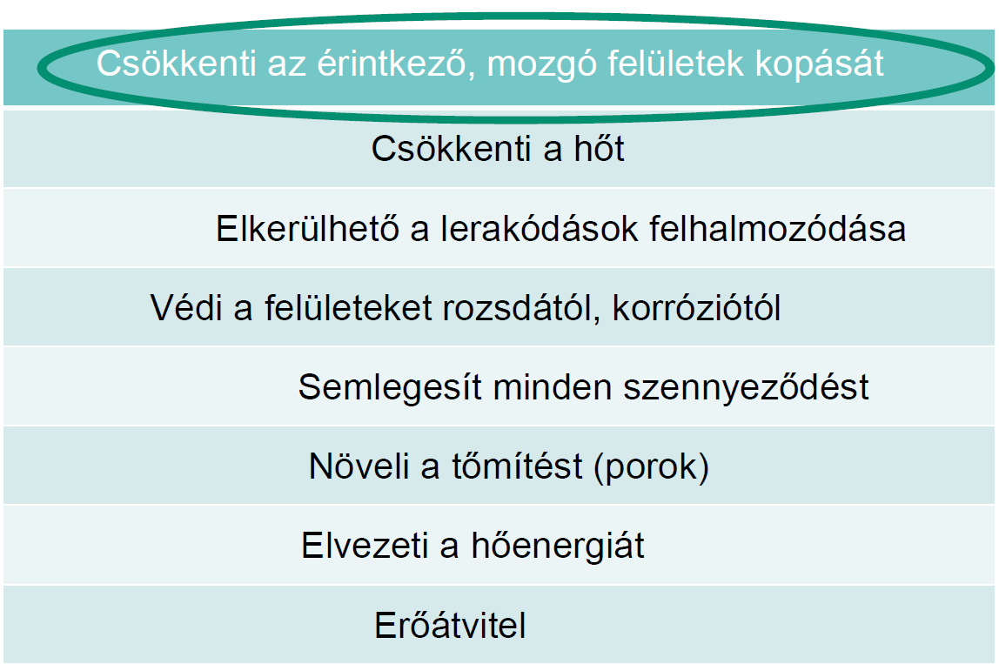 Csökkenti az érintkező, mozgó felületek kopását
Csökkenti a hőt
Elkerülhető a lerakódások felhalmozódása
Védi a felületeket rozsdától, korróziótól
Semlegesít minden szennyeződést
Növeli a tőmítést (porok)
Elvezeti a hőenergiát
Erőátvitel